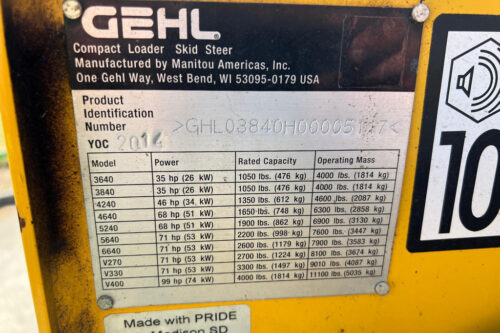 GEHL
Compact Loader Skid Steer
Manufactured by Manitou Americas, Inc.
One Gehl Way, West Bend, WI 53095-0179 USA
Product
Identification
Number
YOC 2014
Model Power Rated Capacity Operating Mass
3640 35 hp (26 kW) 1050 lbs. (476 kg) 4000 lbs. (1814 kg)
3840 35 hp (26 kW) 1050 lbs. (476 kg) 4000 lbs. (1814 kg)
4240 46 hp (34 kW) 1350 lbs. (612 kg) 4600 lbs. (2087 kg)
4640 68 hp (51 kW) 1650 lbs. (748 kg) 6300 lbs. (2858 kg)
5240 68 hp (51 kW) 1900 lbs. (862 kg) 6900 lbs. (3130 kg)
5640 71 hp (53 kW) 2200 lbs. (998 kg) 7600 lbs. (3447 kg)
6640 71 hp (53 kW) 2600 lbs. (1179 kg) 7900 lbs. (3583 kg)
V270 71 hp (53 kW) 2700 lbs. (1224 kg) 8100 lbs. (3674 kg)
V330 71 hp (53 kW) 3300 lbs. (1497 kg) 9010 lbs. (4087 kg)
V400 99 hp (74 kW) 4000 lbs. (1814 kg) 11100 lbs. (5035 kg)
Made with PRIDE
Madison SD
10